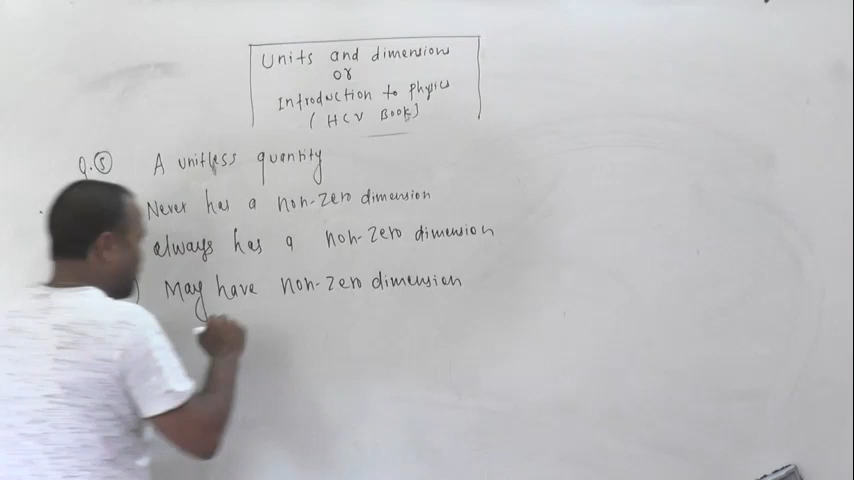 Units and dimensions
OR
Introduction to physics
(HCV Book)
Q.⑤ A unitless quantity
Never has a non-zero dimension
always has a non-zero dimension
) May have non-zero dimension